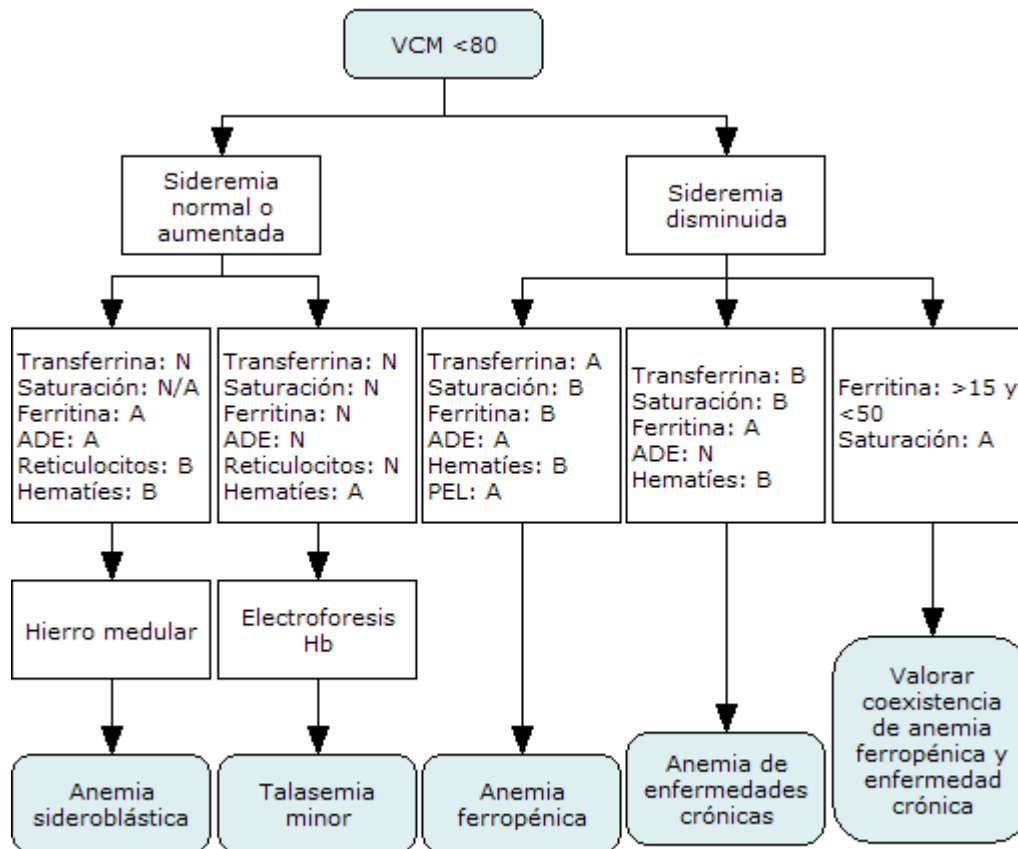 VCM <80
Sideremia
normal o
aumentada
Sideremia
disminuida
Transferrina: N
Saturación: N/A
Ferritina: A
ADE: A
Reticulocitos: B
Hematíes: B
Transferrina: N
Saturación: N
Ferritina: N
ADE: N
Reticulocitos: N
Hematíes: A
Transferrina: A
Saturación: B
Ferritina: B
ADE: A
Hematíes: B
PEL: A
Transferrina: B
Saturación: B
Ferritina: A
ADE: N
Hematíes: B
Ferritina: >15 y
<50
Saturación: A
Hierro medular
Electroforesis
Hb
Anemia
sideroblástica
Talasemia
minor
Anemia
ferropénica
Anemia de
enfermedades
crónicas
Valorar
coexistencia
de anemia
ferropénica y
enfermedad
crónica